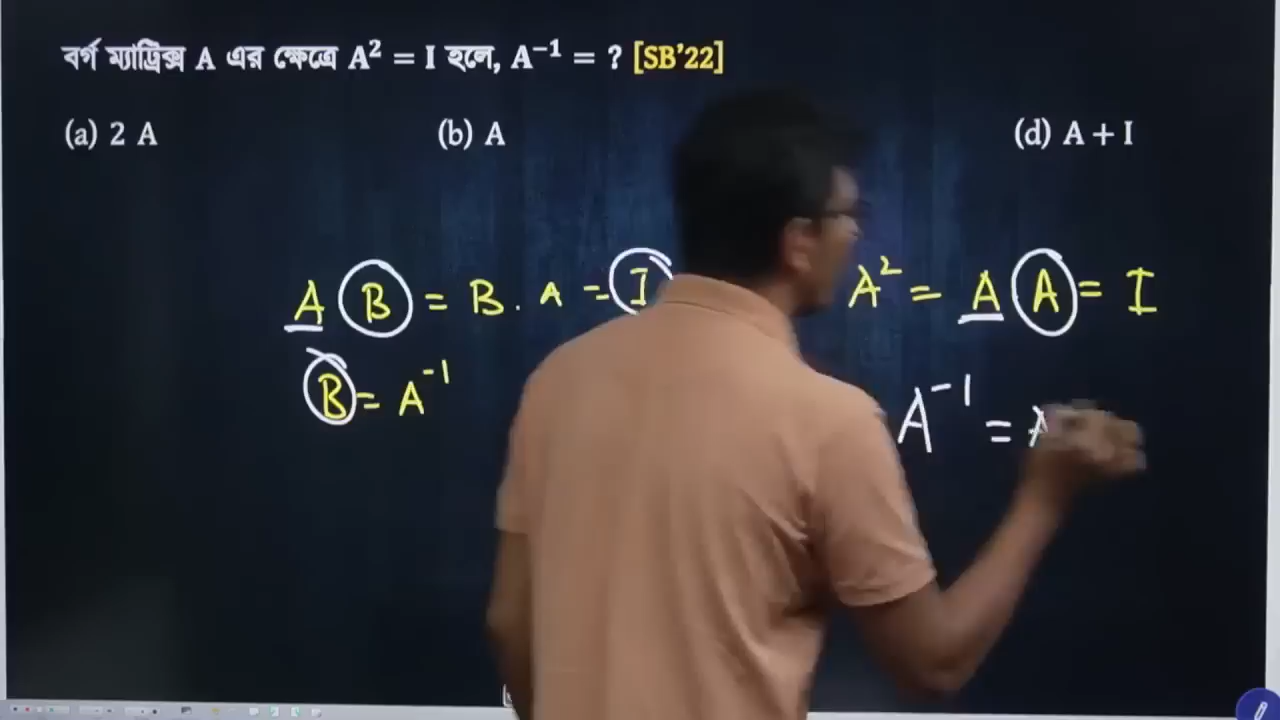 বর্গ ম্যাট্রিক্স A এর ক্ষেত্রে A² = I হলে, A⁻¹ = ? [SB'22]
(a) 2 A (b) A (d) A + I
A B = B . A = I A² = A A = I
B = A⁻¹ A⁻¹ = A